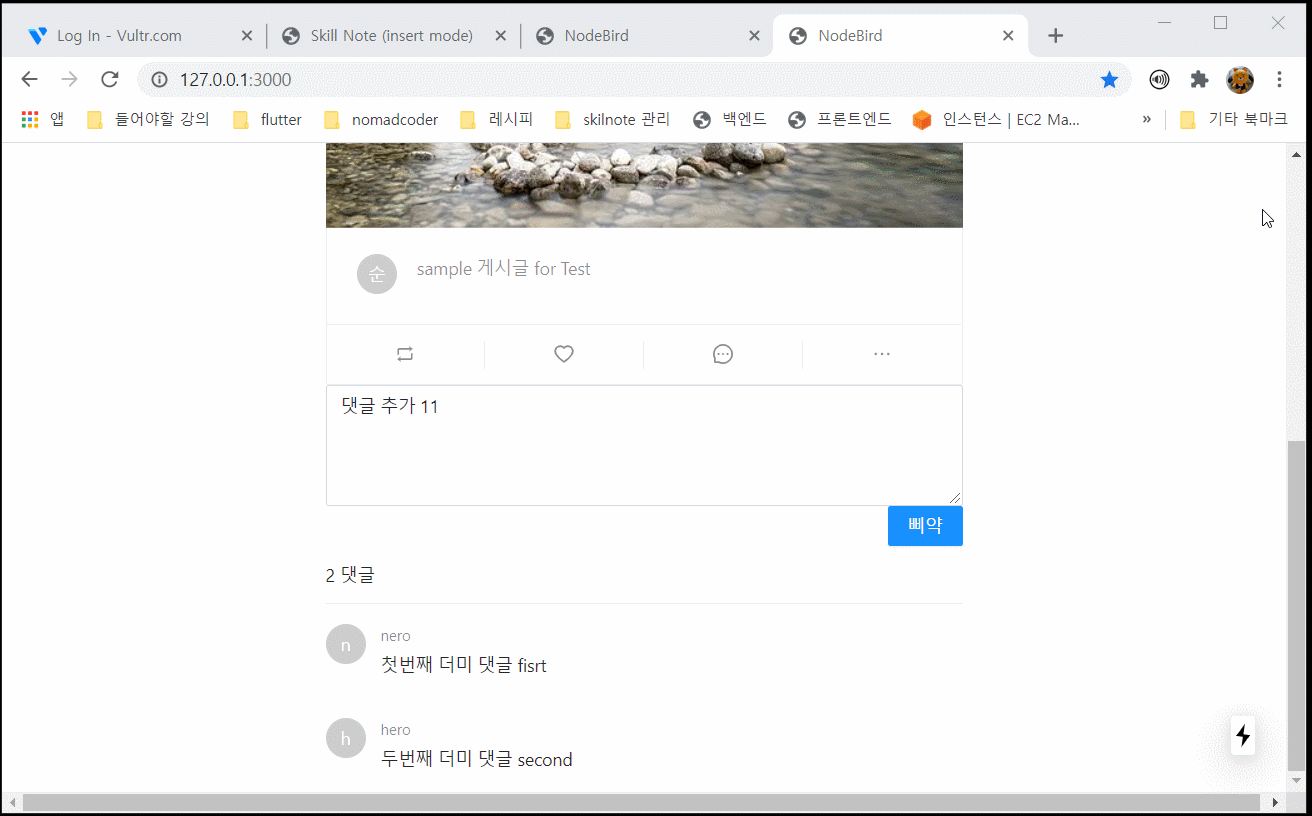 Log In - Vultr.com
Skill Note (insert mode)
NodeBird
NodeBird
127.0.0.1:3000
앱
들어야할 강의
flutter
nomadcoder
레시피
skilnote 관리
백엔드
프론트엔드
인스턴스 | EC2 Ma...
»
기타 북마크
순
sample 게시글 for Test
댓글 추가 11
삐약
2 댓글
n
nero
첫번째 더미 댓글 fisrt
h
hero
두번째 더미 댓글 second